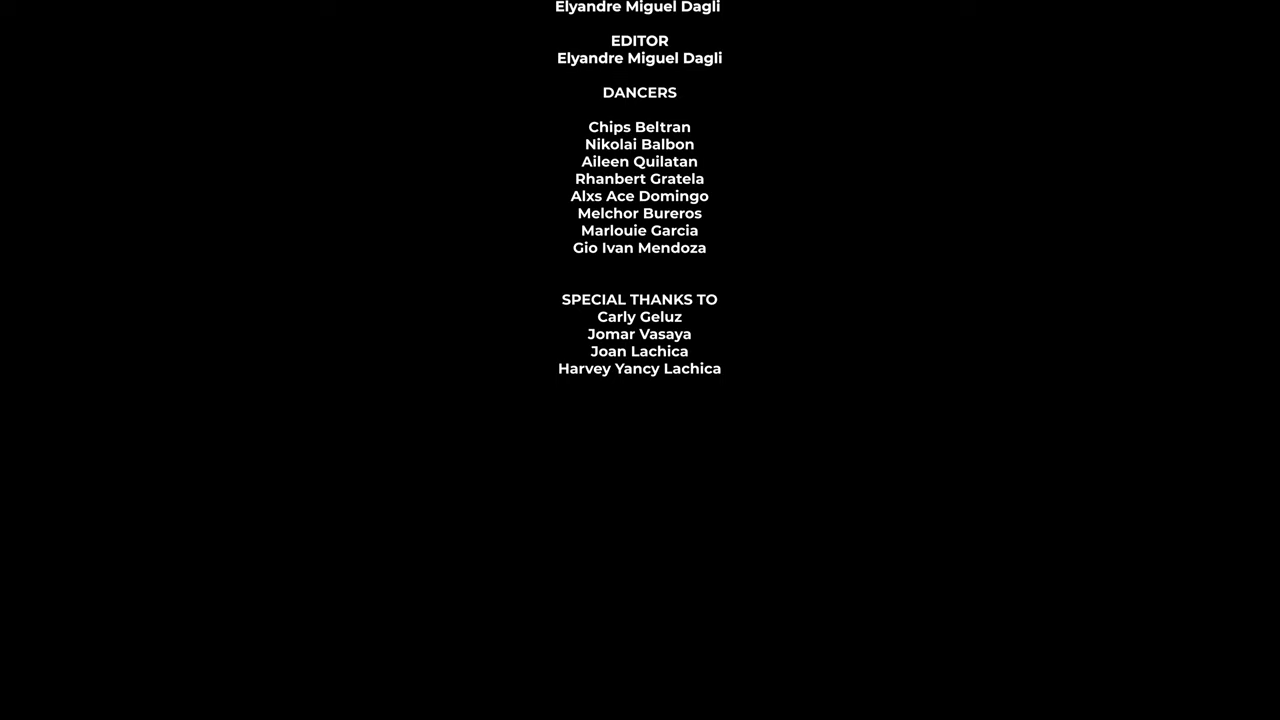 Elyandre Miguel Dagli
EDITOR
Elyandre Miguel Dagli
DANCERS
Chips Beltran
Nikolai Balbon
Aileen Quilatan
Rhanbert Gratela
Alxs Ace Domingo
Melchor Bureros
Marlouie Garcia
Gio Ivan Mendoza
SPECIAL THANKS TO
Carly Geluz
Jomar Vasaya
Joan Lachica
Harvey Yancy Lachica